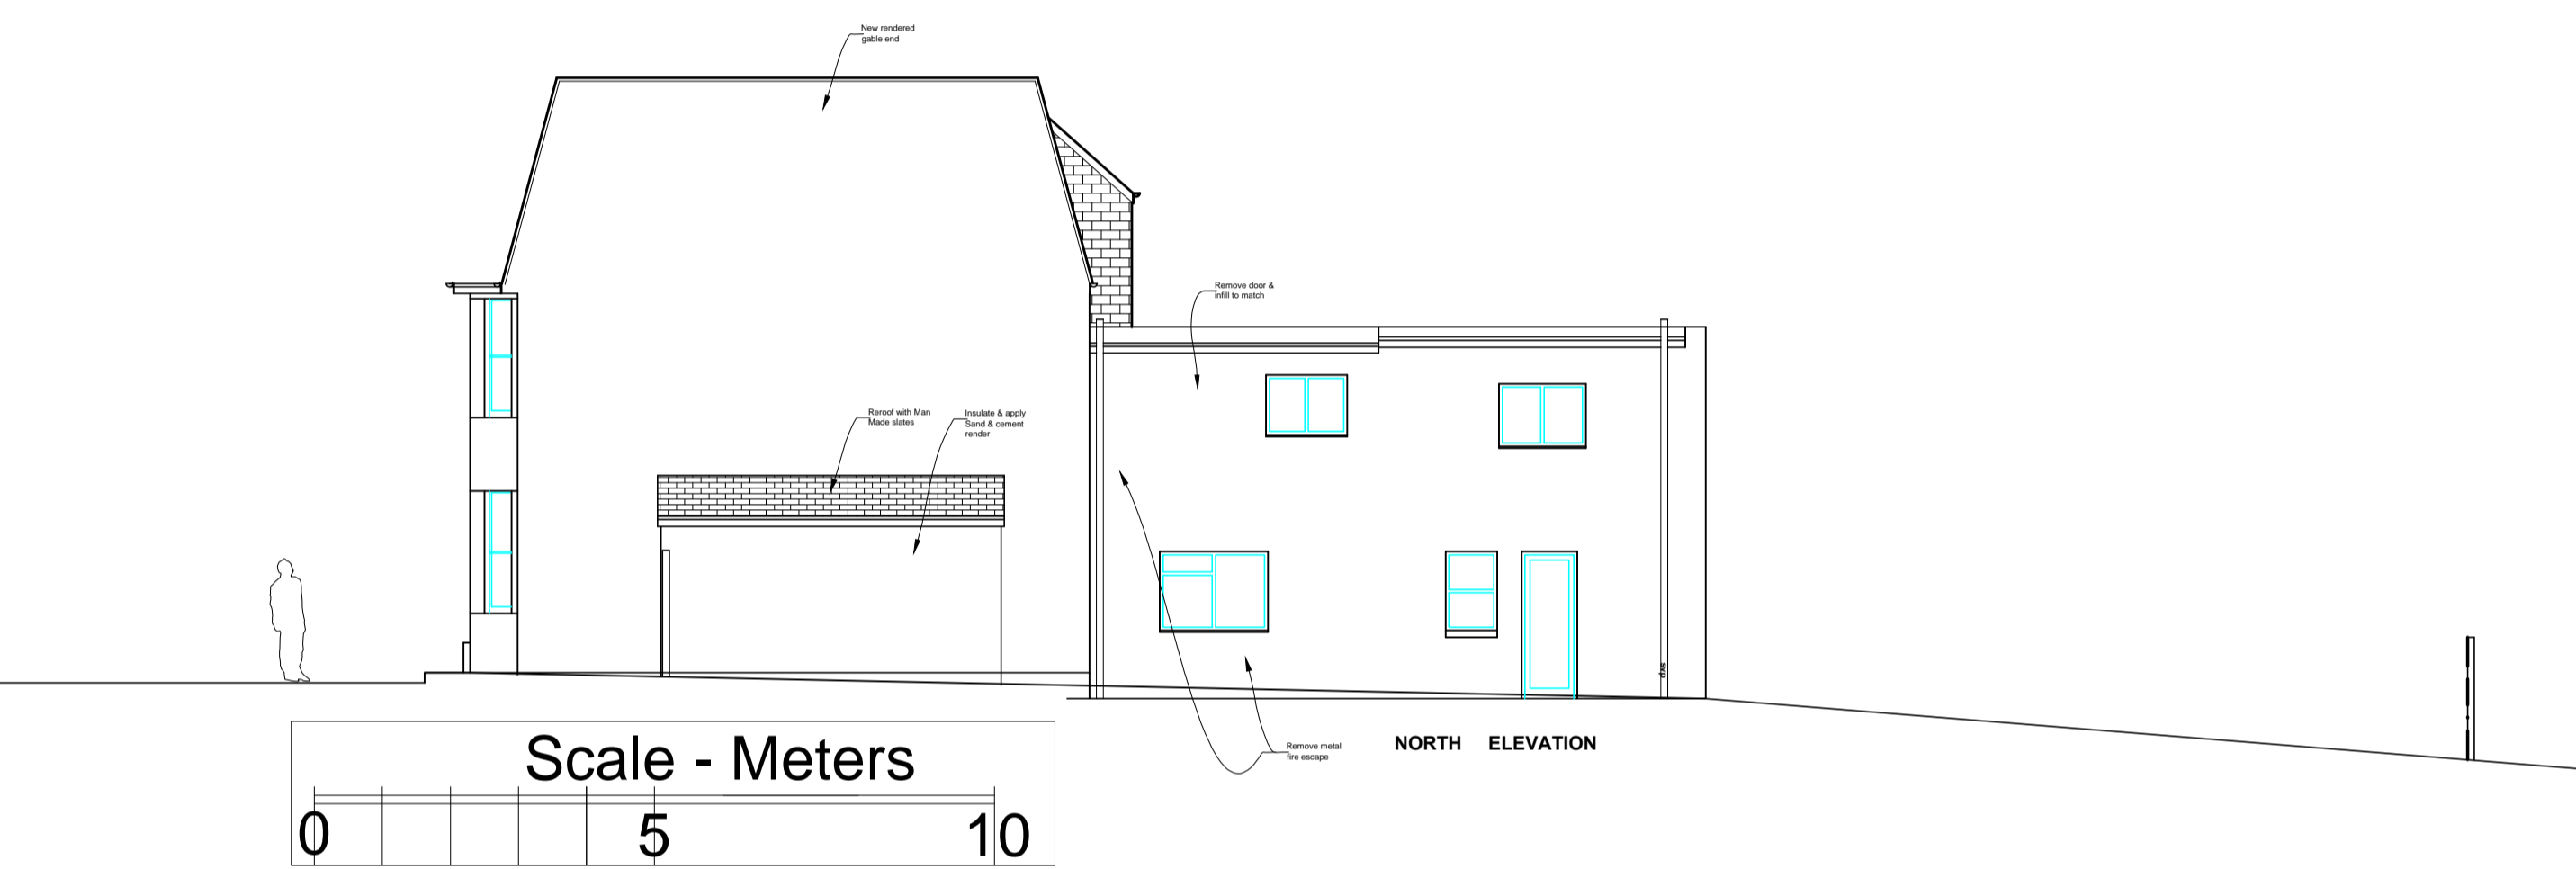 New rendered
gable end
Remove door &
infill to match
Reroof with Man
Made slates
Insulate & apply
Sand & cement
render
svp
Remove metal
fire escape
NORTH ELEVATION
Scale - Meters
0 5 10